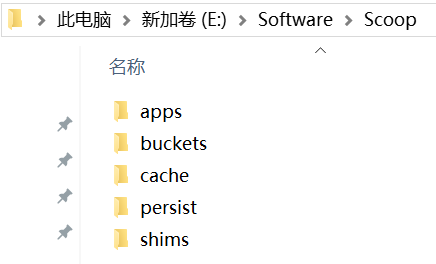 此电脑 新加卷 (E:) Software Scoop
名称
apps
buckets
cache
persist
shims